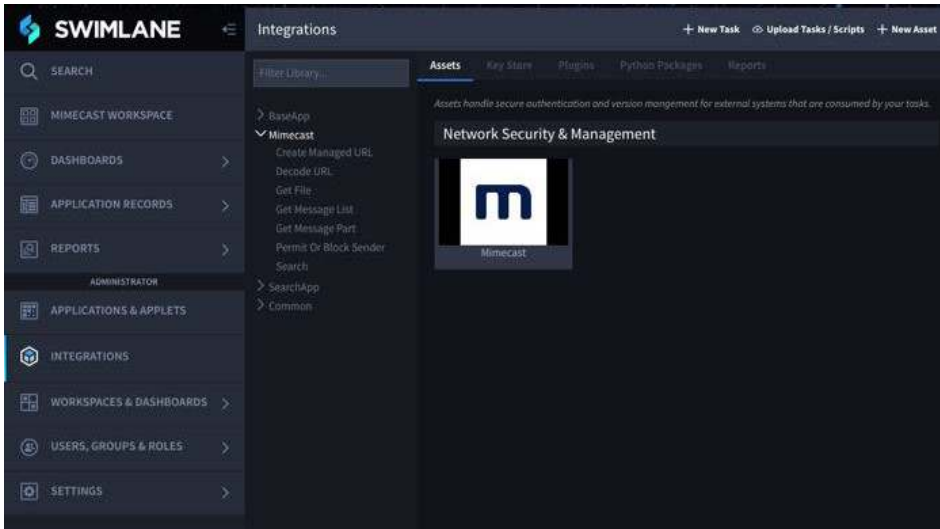 SWIMLANE
SEARCH
MIMECAST WORKSPACE
DASHBOARDS
APPLICATION RECORDS
REPORTS
ADMINISTRATOR
APPLICATIONS & APPLETS
INTEGRATIONS
WORKSPACES & DASHBOARDS
USERS, GROUPS & ROLES
SETTINGS
Integrations
+ New Task Upload Tasks / Scripts + New Asset
Filter Library...
BaseApp
Mimecast
Create Managed URL
Decode URL
Get File
Get Message List
Get Message Part
Permit Or Block Sender
Search
SearchApp
Common
Assets Key Store Plugins Python Packages Reports
Assets handle secure authentication and version mangement for external systems that are consumed by your tasks.
Network Security & Management
m
Mimecast